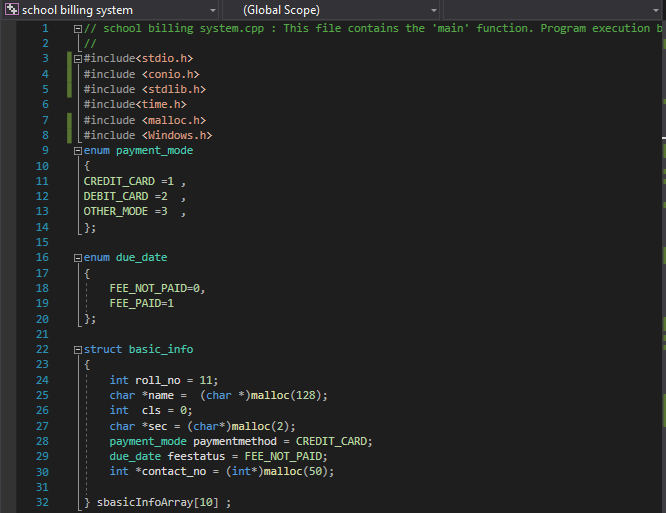 school billing system (Global Scope)
1 // school billing system.cpp : This file contains the 'main' function. Program execution b
2 //
3 #include<stdio.h>
4 #include <conio.h>
5 #include <stdlib.h>
6 #include<time.h>
7 #include <malloc.h>
8 #include <Windows.h>
9 enum payment_mode
10 {
11 CREDIT_CARD =1 ,
12 DEBIT_CARD =2  ,
13 OTHER_MODE =3  ,
14 };
15
16 enum due_date
17 {
18     FEE_NOT_PAID=0,
19     FEE_PAID=1
20 };
21
22 struct basic_info
23 {
24     int roll_no = 11;
25     char *name =  (char *)malloc(128);
26     int  cls = 0;
27     char *sec = (char*)malloc(2);
28     payment_mode paymentmethod = CREDIT_CARD;
29     due_date feestatus = FEE_NOT_PAID;
30     int *contact_no = (int*)malloc(50);
31
32 } sbasicInfoArray[10] ;